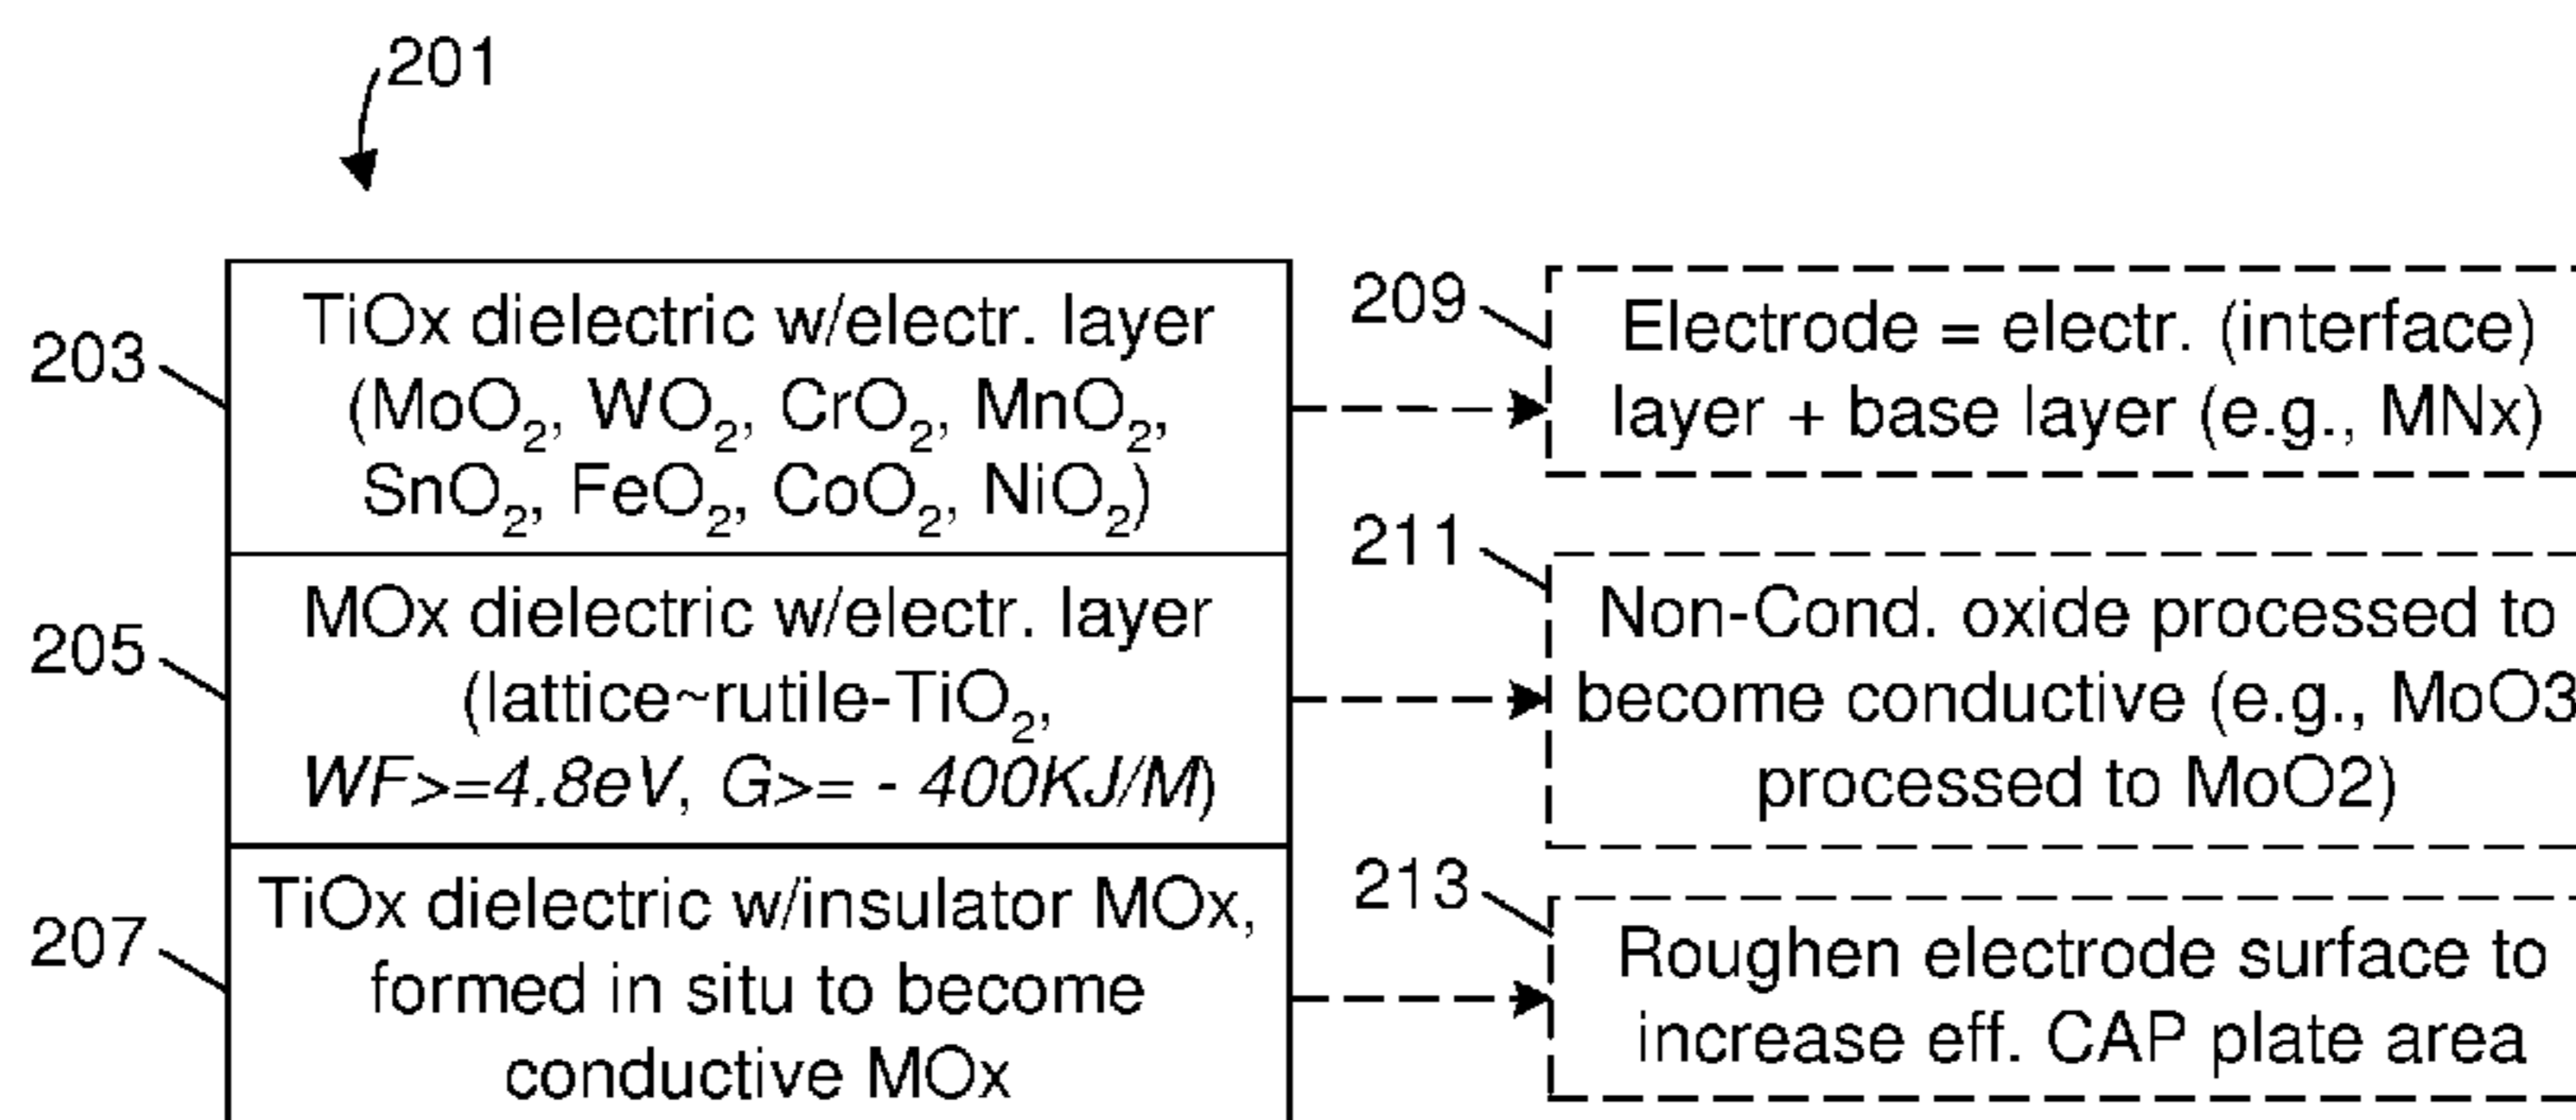 201
203
TiOx dielectric w/electr. layer
(MoO₂, WO₂, CrO₂, MnO₂,
SnO₂, FeO₂, CoO₂, NiO₂)
209
Electrode = electr. (interface)
layer + base layer (e.g., MNx)
205
MOx dielectric w/electr. layer
(lattice~rutile-TiO₂,
WF>=4.8eV, G>= - 400KJ/M)
211
Non-Cond. oxide processed to
become conductive (e.g., MoO3
processed to MoO2)
207
TiOx dielectric w/insulator MOx,
formed in situ to become
conductive MOx
213
Roughen electrode surface to
increase eff. CAP plate area